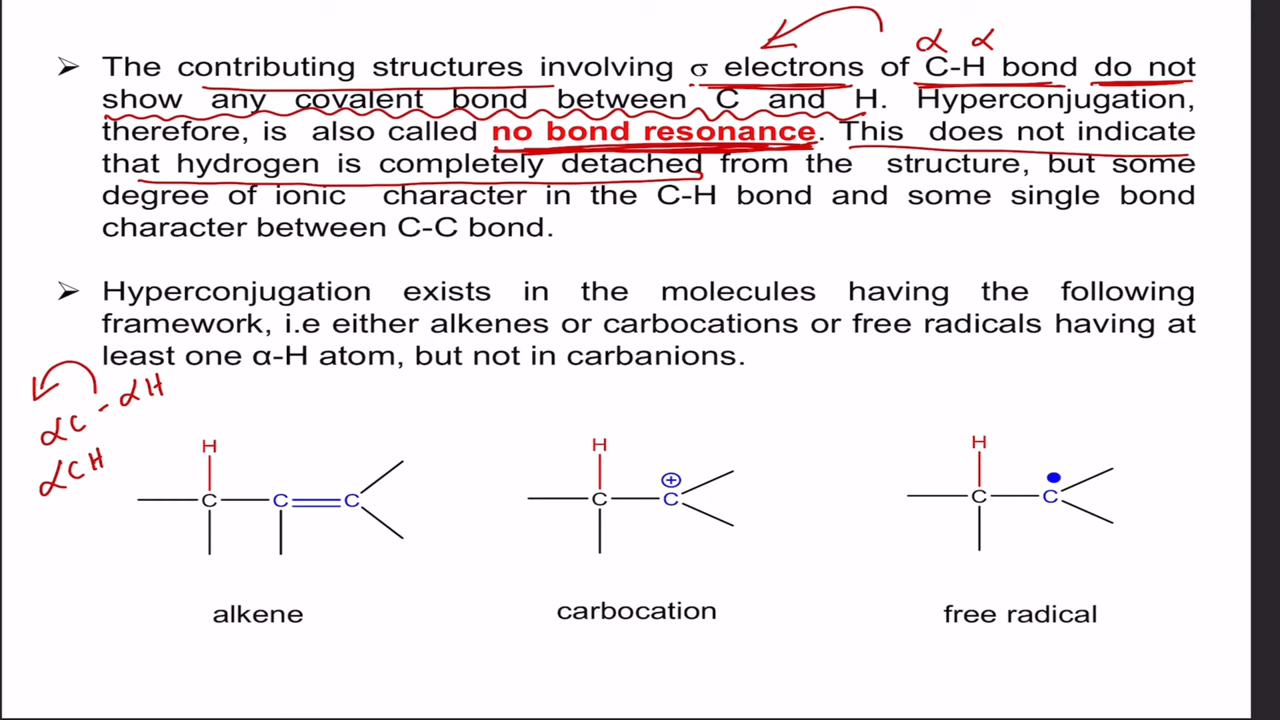 α α
➢ The contributing structures involving σ electrons of C-H bond do not
show any covalent bond between C and H. Hyperconjugation,
therefore, is also called no bond resonance. This does not indicate
that hydrogen is completely detached from the structure, but some
degree of ionic character in the C-H bond and some single bond
character between C-C bond.
➢ Hyperconjugation exists in the molecules having the following
framework, i.e either alkenes or carbocations or free radicals having at
least one α-H atom, but not in carbanions.
αC - αH
αCH
H H H
⊕
C C C C C C C
alkene carbocation free radical